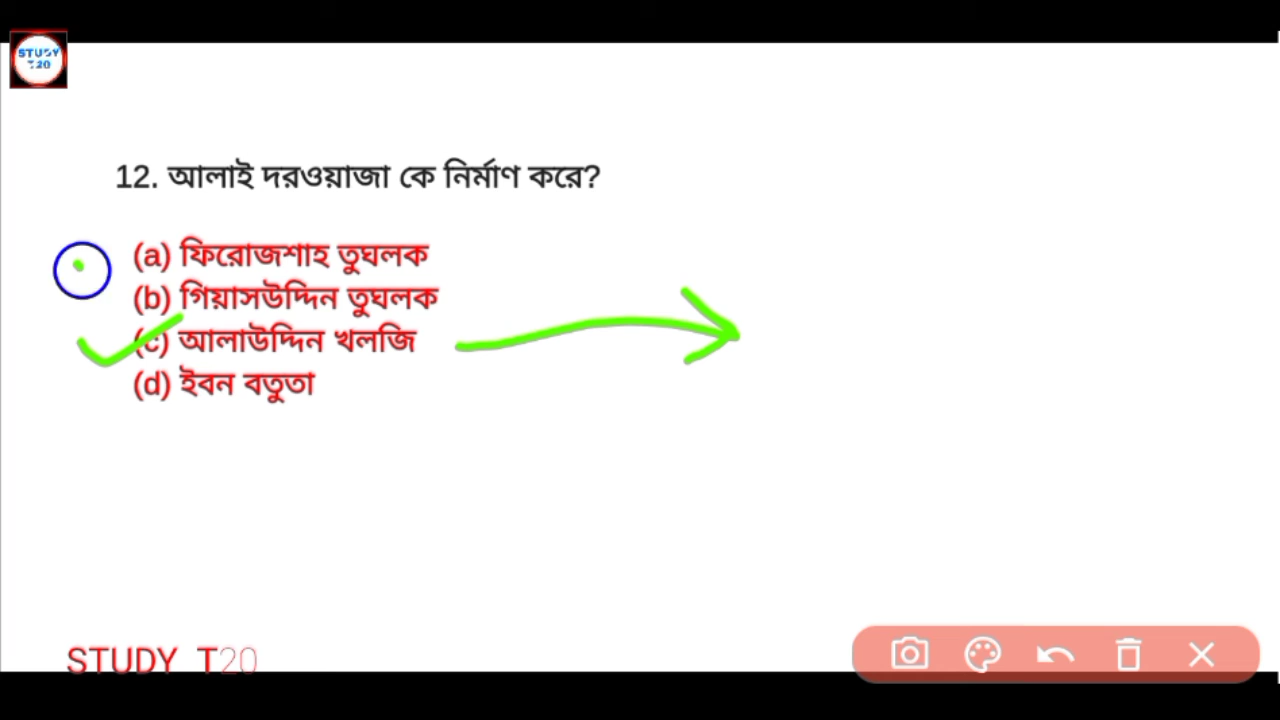 STUDY
T20
12. আলাই দরওয়াজা কে নির্মাণ করে?
(a) ফিরোজশাহ তুঘলক
(b) গিয়াসউদ্দিন তুঘলক
(c) আলাউদ্দিন খলজি
(d) ইবন বতুতা
STUDY T20